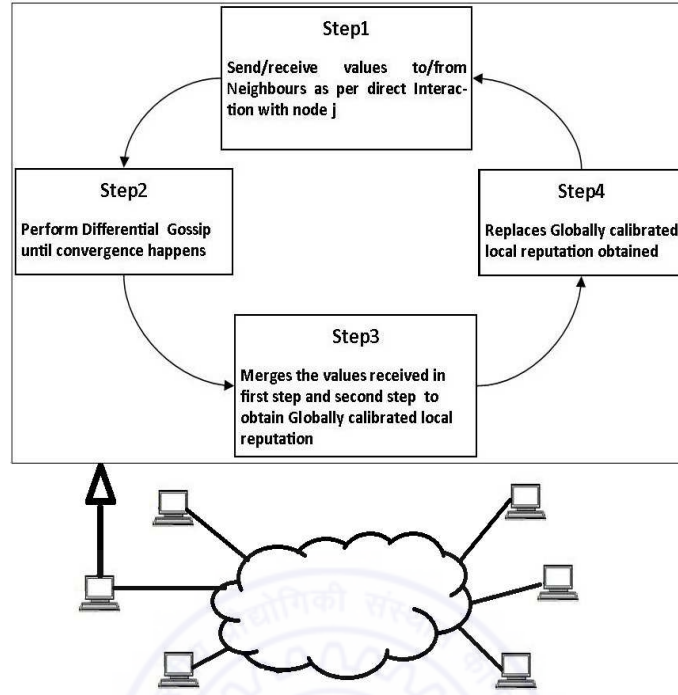 Step1
Send/receive values to/from
Neighbours as per direct Interac-
tion with node j
Step2
Perform Differential Gossip
until convergence happens
Step3
Merges the values received in
first step and second step to
obtain Globally calibrated local
reputation
Step4
Replaces Globally calibrated
local reputation obtained
प्रौद्योगिकी संस्थान